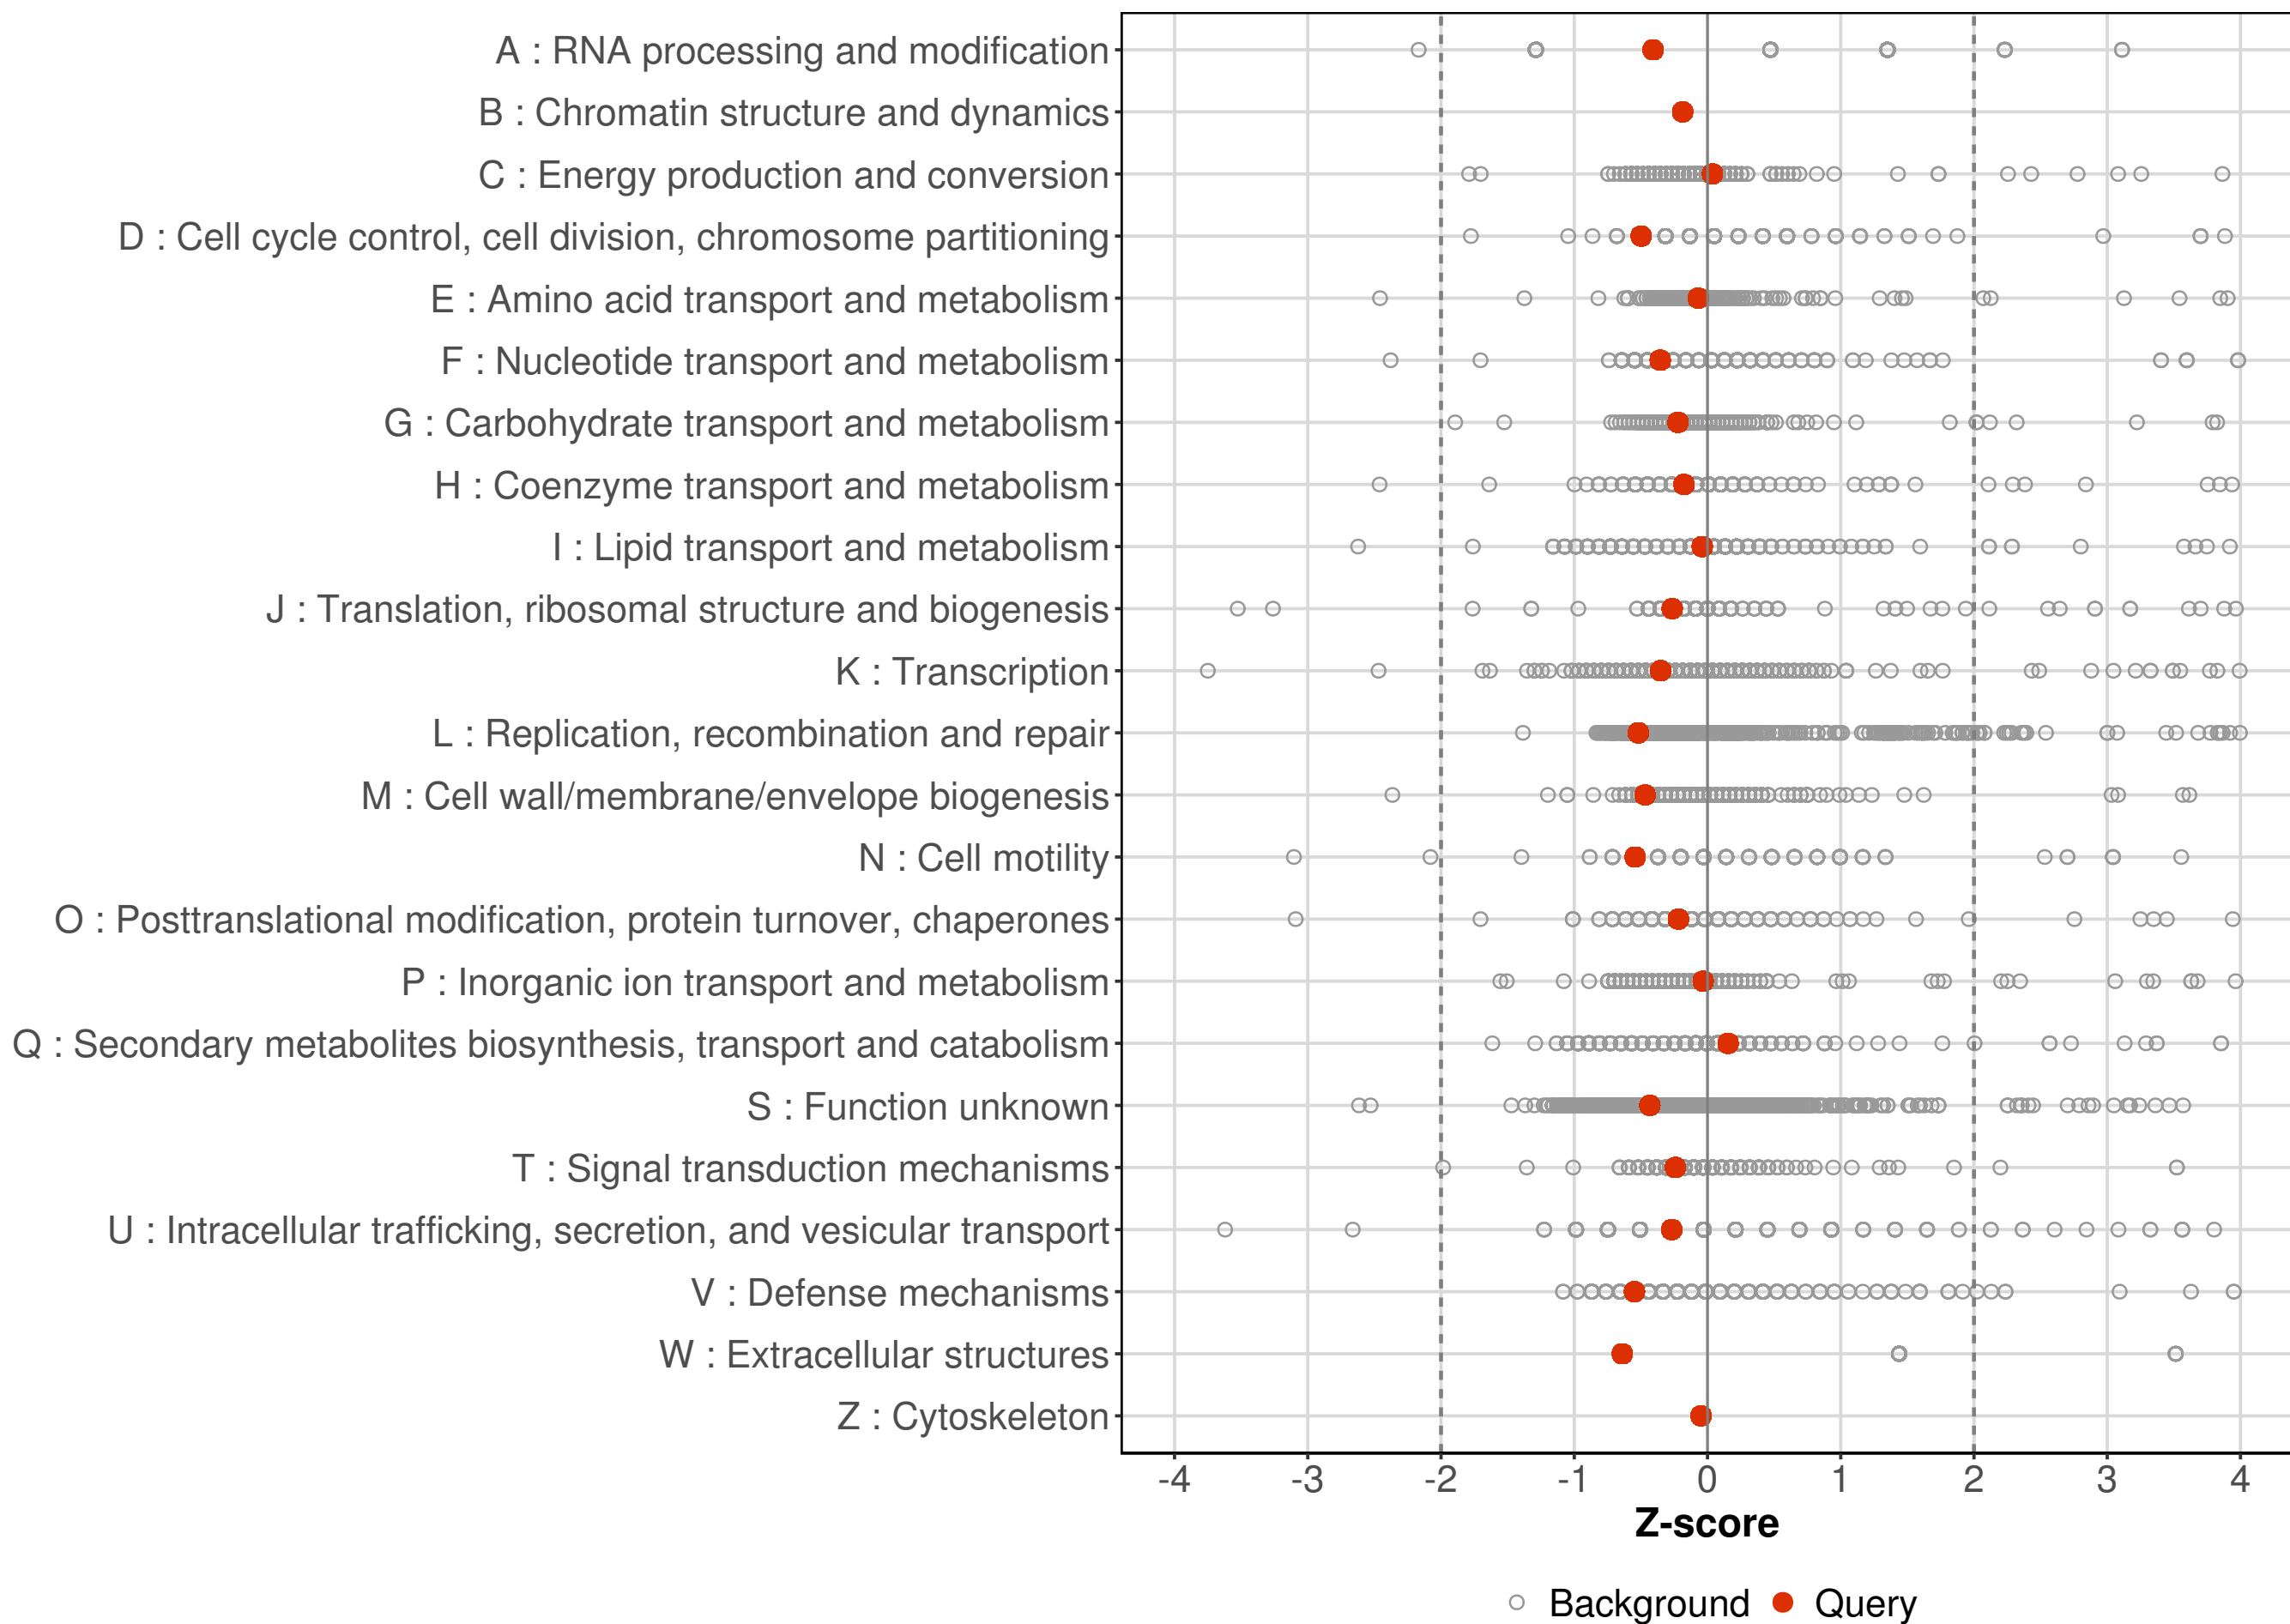 A : RNA processing and modification
B : Chromatin structure and dynamics
C : Energy production and conversion
D : Cell cycle control, cell division, chromosome partitioning
E : Amino acid transport and metabolism
F : Nucleotide transport and metabolism
G : Carbohydrate transport and metabolism
H : Coenzyme transport and metabolism
I : Lipid transport and metabolism
J : Translation, ribosomal structure and biogenesis
K : Transcription
L : Replication, recombination and repair
M : Cell wall/membrane/envelope biogenesis
N : Cell motility
O : Posttranslational modification, protein turnover, chaperones
P : Inorganic ion transport and metabolism
Q : Secondary metabolites biosynthesis, transport and catabolism
S : Function unknown
T : Signal transduction mechanisms
U : Intracellular trafficking, secretion, and vesicular transport
V : Defense mechanisms
W : Extracellular structures
Z : Cytoskeleton
-4 -3 -2 -1 0 1 2 3 4
Z-score
Background Query